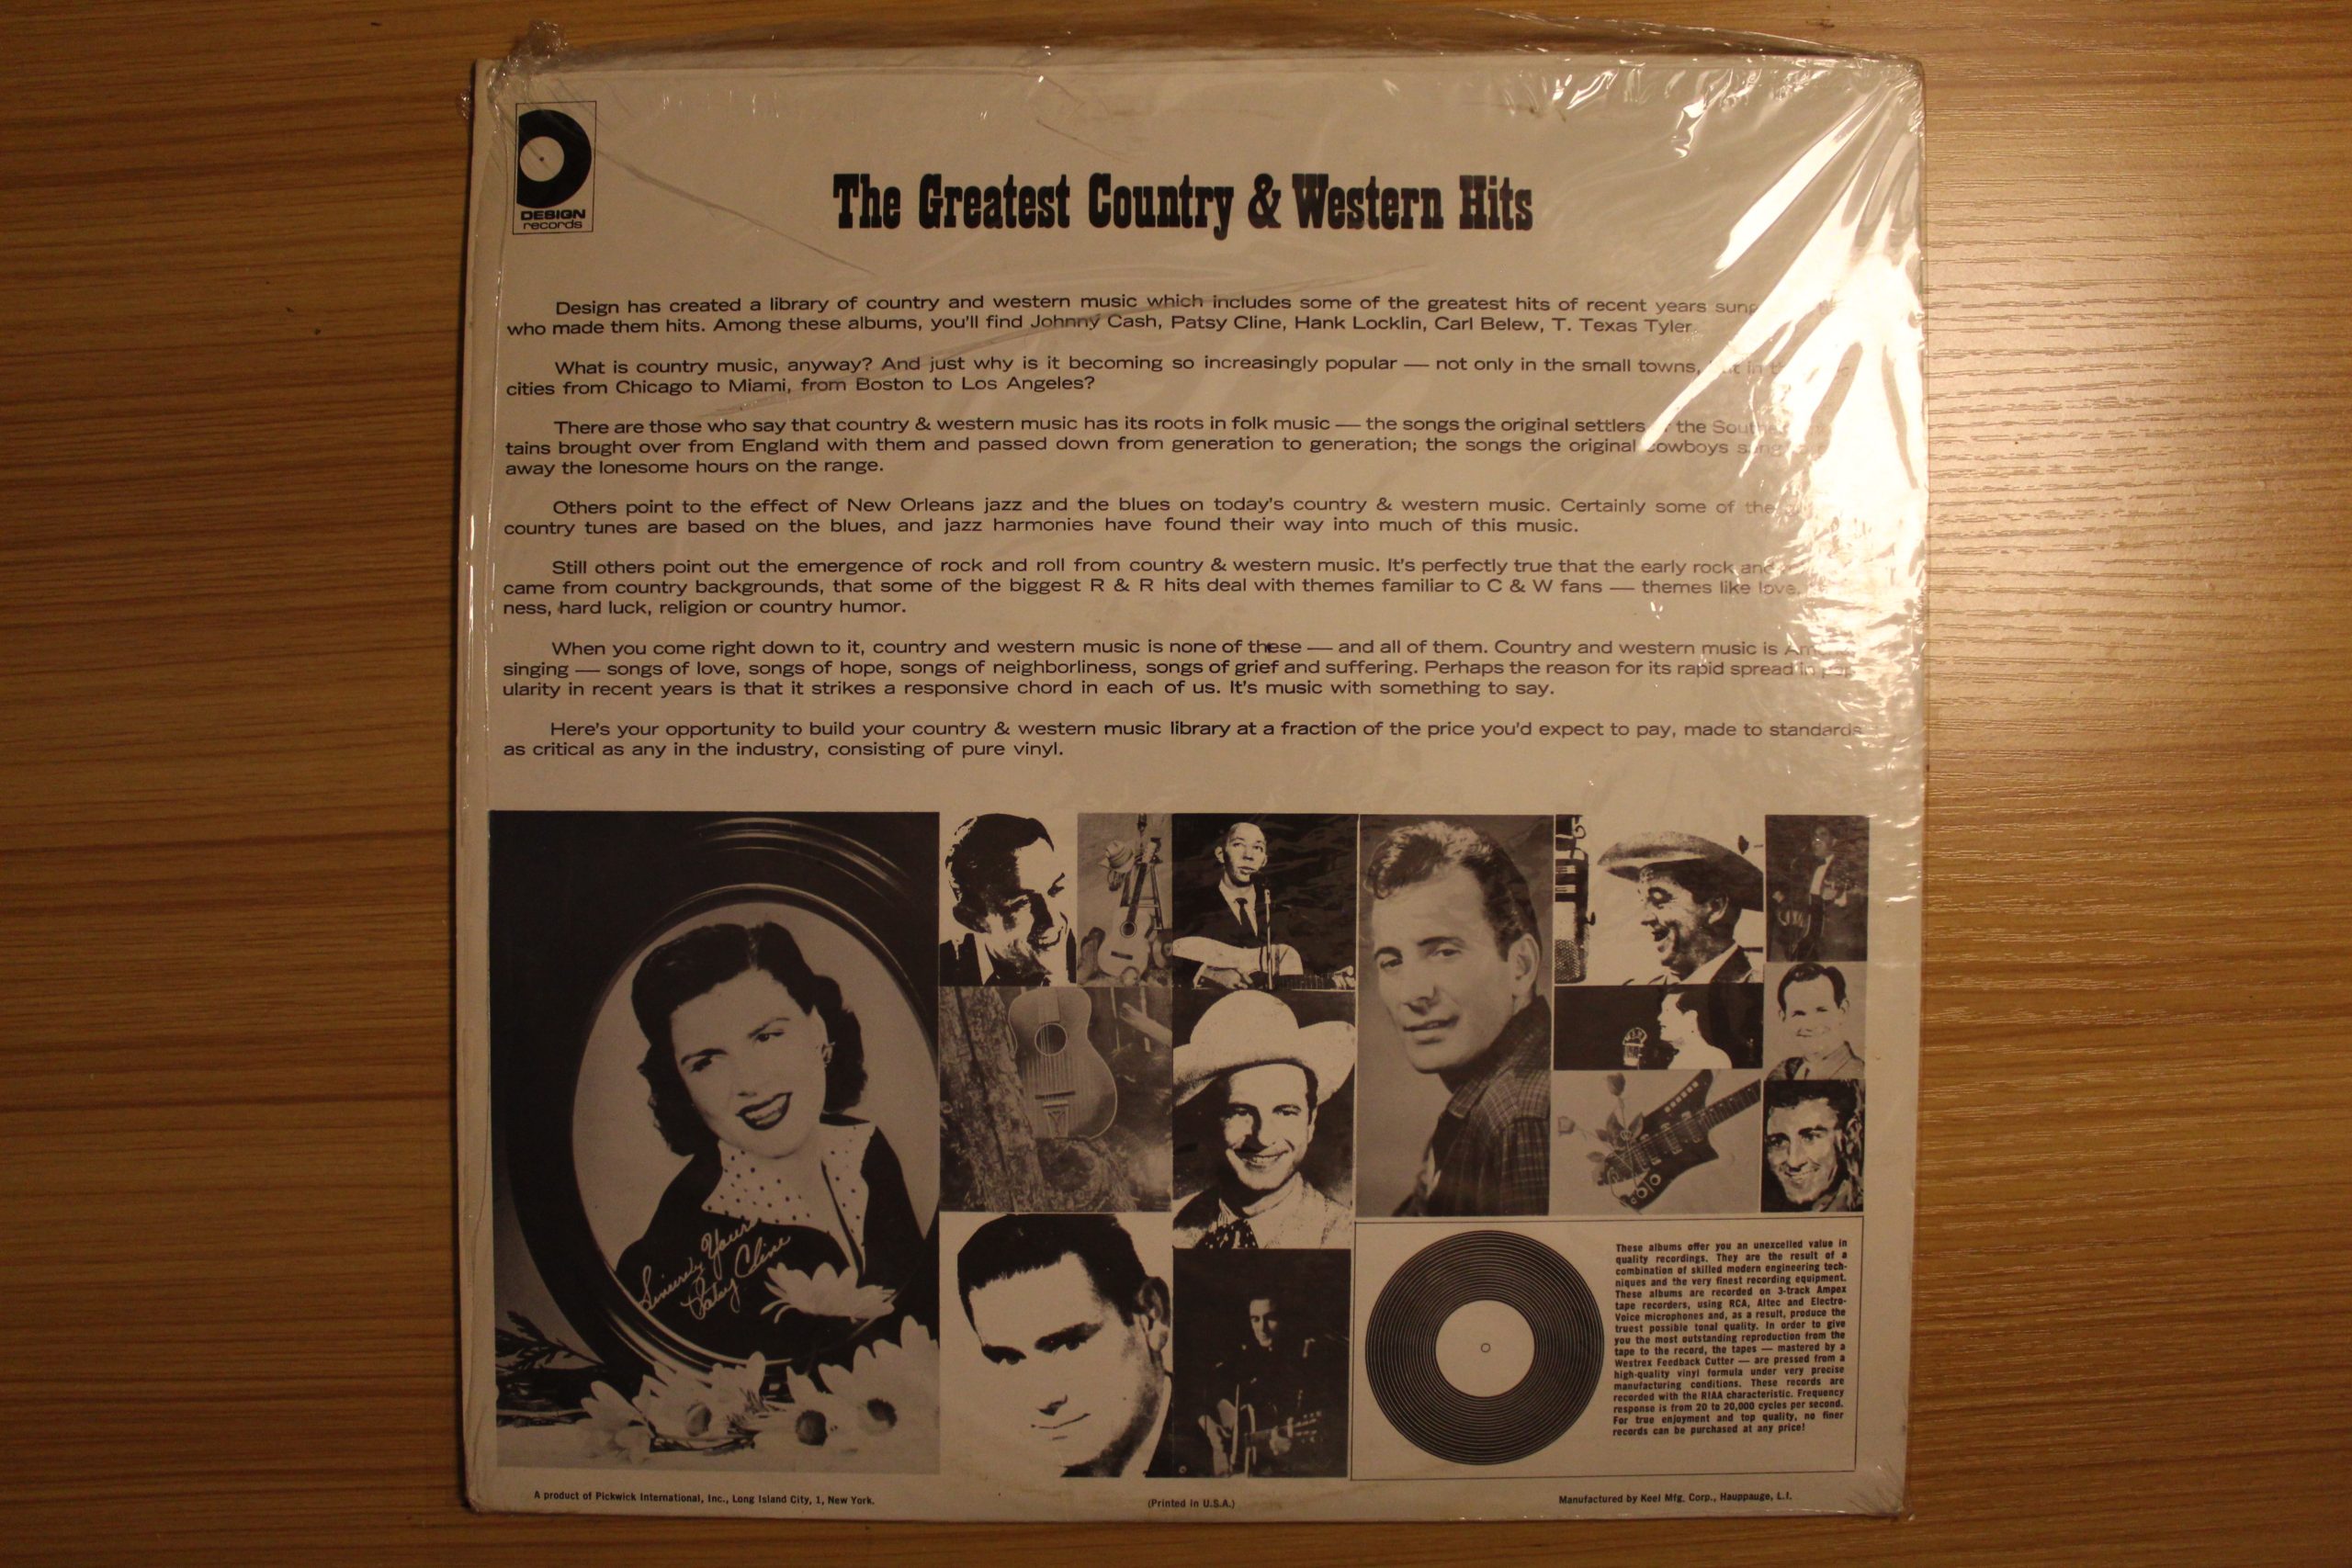 DESIGN
records
The Greatest Country & Western Hits
Design has created a library of country and western music which includes some of the greatest hits of recent years sung
who made them hits. Among these albums, you'll find Johnny Cash, Patsy Cline, Hank Locklin, Carl Belew, T. Texas Tyler
What is country music, anyway? And just why is it becoming so increasingly popular — not only in the small towns,
cities from Chicago to Miami, from Boston to Los Angeles?
There are those who say that country & western music has its roots in folk music — the songs the original settlers the
tains brought over from England with them and passed down from generation to generation; the songs the original cowboys
away the lonesome hours on the range.
Others point to the effect of New Orleans jazz and the blues on today's country & western music. Certainly some of the
country tunes are based on the blues, and jazz harmonies have found their way into much of this music.
Still others point out the emergence of rock and roll from country & western music. It's perfectly true that the early rock and
came from country backgrounds, that some of the biggest R & R hits deal with themes familiar to C & W fans — themes like love,
ness, hard luck, religion or country humor.
When you come right down to it, country and western music is none of these — and all of them. Country and western music is
singing — songs of love, songs of hope, songs of neighborliness, songs of grief and suffering. Perhaps the reason for its rapid spread in pop-
ularity in recent years is that it strikes a responsive chord in each of us. It's music with something to say.
Here's your opportunity to build your country & western music library at a fraction of the price you'd expect to pay, made to standards
as critical as any in the industry, consisting of pure vinyl.
Sincerely Yours
Patsy Cline
These albums offer you an unexcelled value in
quality recordings. They are the result of a
combination of skilled modern engineering tech-
niques and the very finest recording equipment.
These albums are recorded on 3-track Ampex
tape recorders, using RCA, Altec and Electro-
Voice microphones and, as a result, produce the
truest possible tonal quality. In order to give
you the most outstanding reproduction from the
tape to the record, the tapes — mastered by a
Westrex Feedback Cutter — are pressed from a
high-quality vinyl formula under very precise
manufacturing conditions. These records are
recorded with the RIAA characteristic. Frequency
response is from 20 to 20,000 cycles per second.
For true enjoyment and top quality, no finer
records can be purchased at any price!
A product of Pickwick International, Inc., Long Island City, 1, New York.
(Printed in U.S.A.)
Manufactured by Keel Mfg. Corp., Hauppauge, L.I.